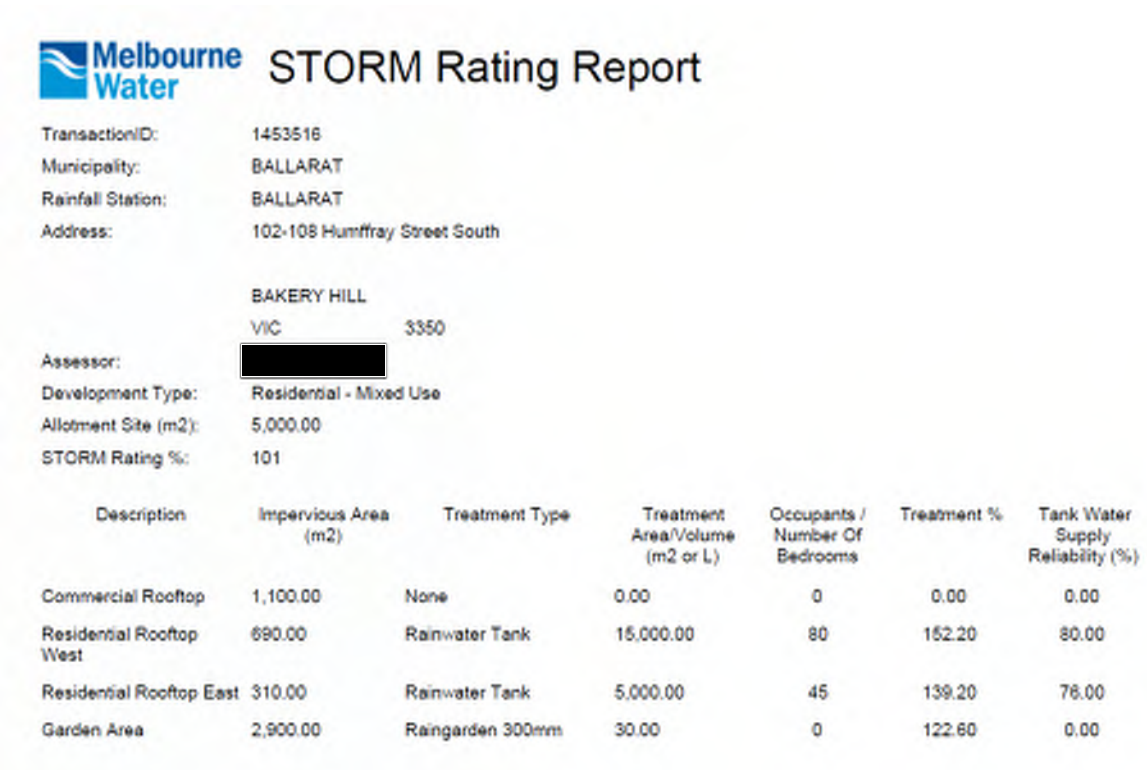 Melbourne
Water
STORM Rating Report
TransactionID: 1453516
Municipality: BALLARAT
Rainfall Station: BALLARAT
Address: 102-108 Humffray Street South
BAKERY HILL
VIC 3350
Assessor:
Development Type: Residential - Mixed Use
Allotment Site (m2): 5,000.00
STORM Rating %: 101
Description Impervious Area (m2) Treatment Type Treatment Area/Volume (m2 or L) Occupants / Number Of Bedrooms Treatment % Tank Water Supply Reliability (%)
Commercial Rooftop 1,100.00 None 0.00 0 0.00 0.00
Residential Rooftop West 690.00 Rainwater Tank 15,000.00 80 152.20 80.00
Residential Rooftop East 310.00 Rainwater Tank 5,000.00 45 139.20 76.00
Garden Area 2,900.00 Raingarden 300mm 30.00 0 122.60 0.00